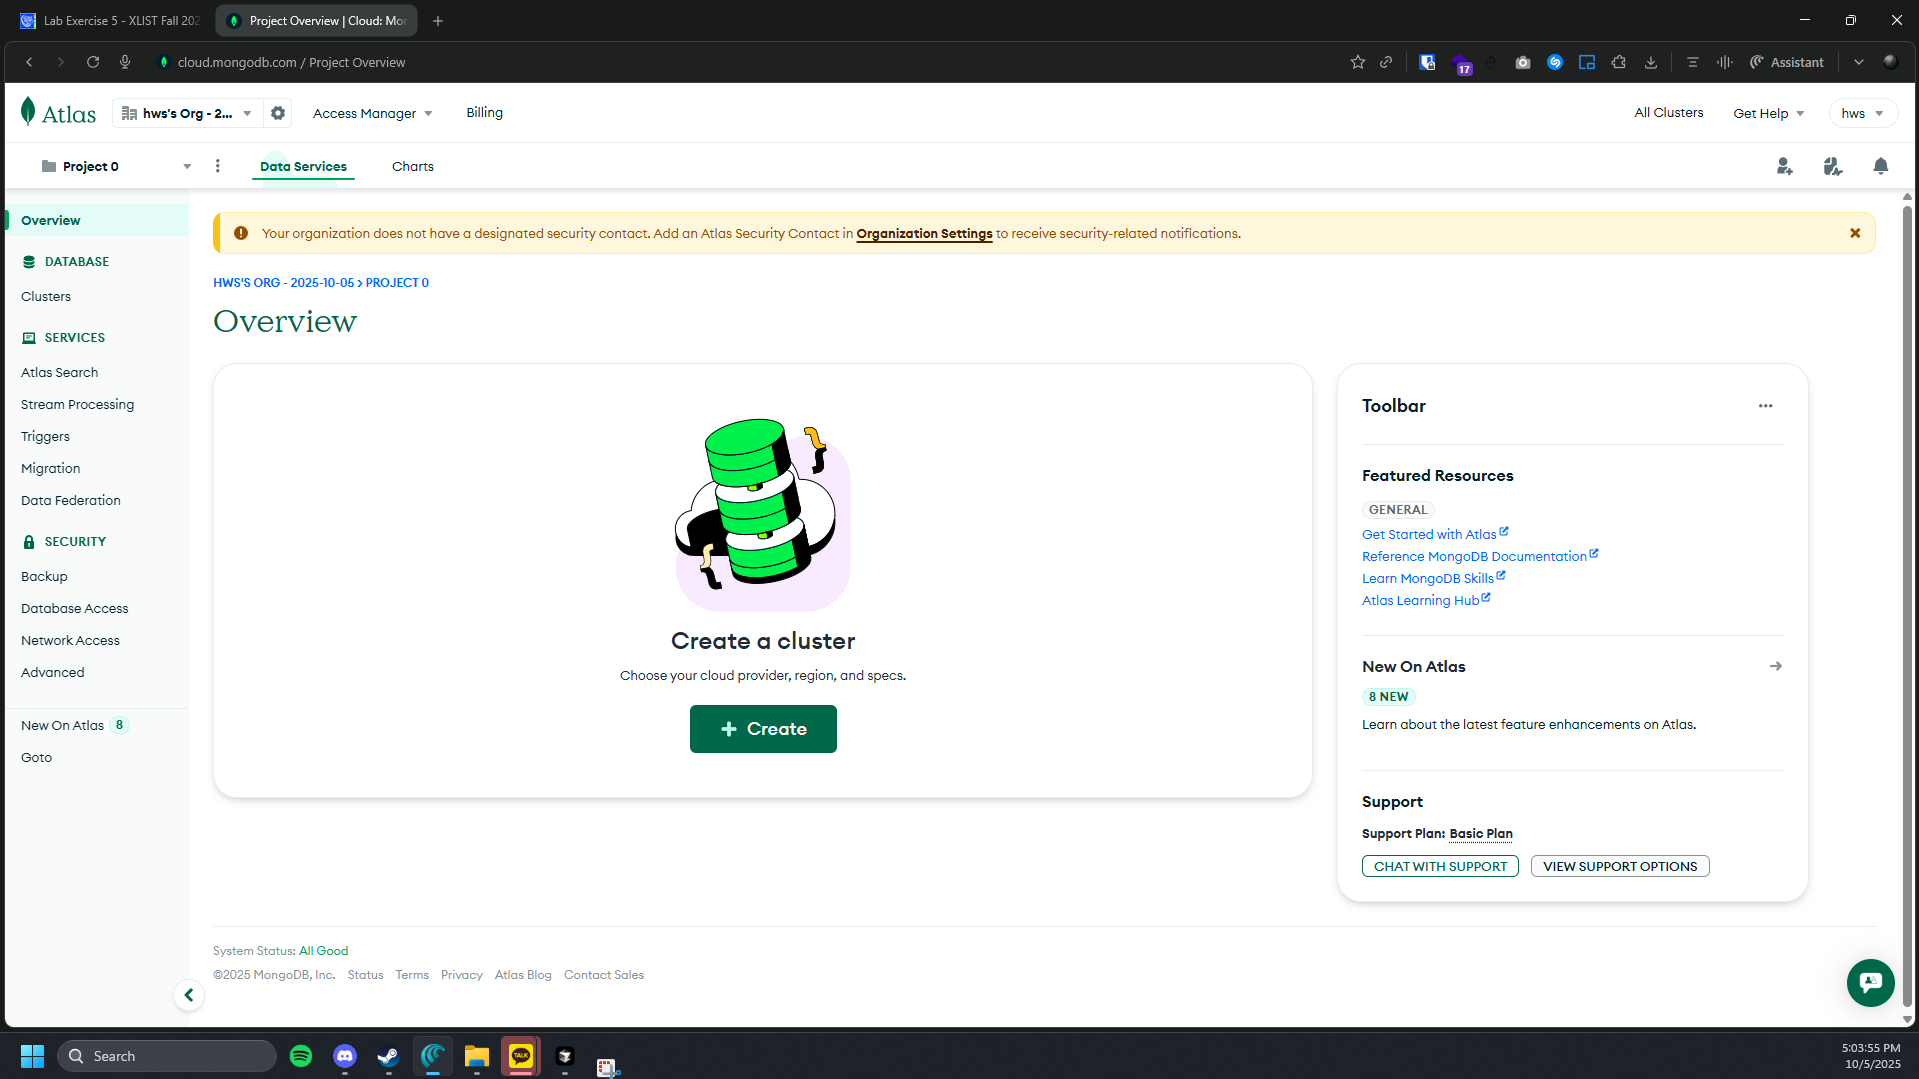 Lab Exercise 5 - XLIST Fall 202
Project Overview | Cloud: Mon
cloud.mongodb.com / Project Overview
17
Assistant
Atlas
hws's Org - 2...
Access Manager
Billing
All Clusters
Get Help
hws
Project 0
Data Services
Charts
Overview
DATABASE
Clusters
SERVICES
Atlas Search
Stream Processing
Triggers
Migration
Data Federation
SECURITY
Backup
Database Access
Network Access
Advanced
New On Atlas 8
Goto
Your organization does not have a designated security contact. Add an Atlas Security Contact in Organization Settings to receive security-related notifications.
HWS'S ORG - 2025-10-05 > PROJECT 0
Overview
Create a cluster
Choose your cloud provider, region, and specs.
+ Create
Toolbar
Featured Resources
GENERAL
Get Started with Atlas
Reference MongoDB Documentation
Learn MongoDB Skills
Atlas Learning Hub
New On Atlas
8 NEW
Learn about the latest feature enhancements on Atlas.
Support
Support Plan: Basic Plan
CHAT WITH SUPPORT
VIEW SUPPORT OPTIONS
System Status: All Good
©2025 MongoDB, Inc. Status Terms Privacy Atlas Blog Contact Sales
Search
TALK
5:03:55 PM
10/5/2025